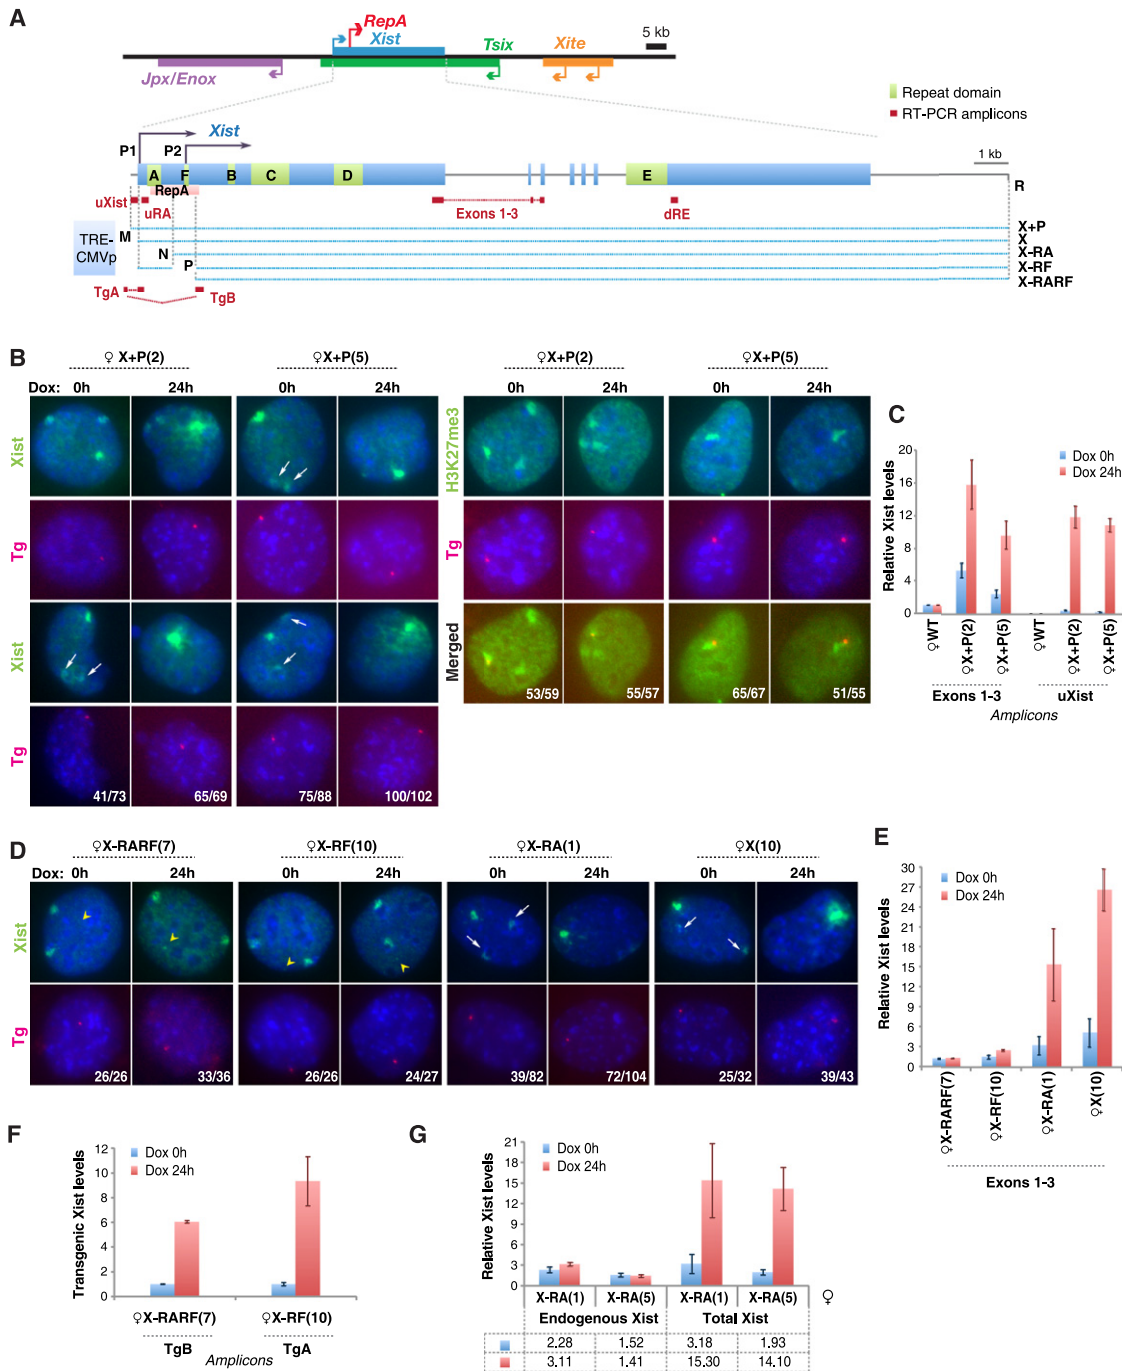 A
RepA
Xist
Tsix
Xite
5 kb
Jpx/Enox
Repeat domain
RT-PCR amplicons
Xist
P1
P2
1 kb
A
F
B
C
D
E
R
RepA
uXist
uRA
Exons 1-3
dRE
TRE-
CMVp
M
N
P
X+P
X
X-RA
X-RF
X-RARF
TgA
TgB
B
♀ X+P(2)
♀X+P(5)
♀X+P(2)
♀X+P(5)
Dox: 0h 24h 0h 24h 0h 24h 0h 24h
Xist
Tg
Xist
Tg
41/73
65/69
75/88
100/102
H3K27me3
Tg
Merged
53/59
55/57
65/67
51/55
C
Relative Xist levels
20
16
12
8
4
0
Dox 0h
Dox 24h
♀WT
♀X+P(2)
♀X+P(5)
♀WT
♀X+P(2)
♀X+P(5)
Exons 1-3
uXist
Amplicons
D
♀X-RARF(7)
♀X-RF(10)
♀X-RA(1)
♀X(10)
Dox: 0h 24h 0h 24h 0h 24h 0h 24h
Xist
Tg
26/26
33/36
26/26
24/27
39/82
72/104
25/32
39/43
E
Relative Xist levels
30
27
24
21
18
15
12
9
6
3
0
Dox 0h
Dox 24h
♀X-RARF(7)
♀X-RF(10)
♀X-RA(1)
♀X(10)
Exons 1-3
F
Transgenic Xist levels
12
10
8
6
4
2
0
Dox 0h
Dox 24h
♀X-RARF(7)
♀X-RF(10)
TgB
TgA
Amplicons
G
Relative Xist levels
21
18
15
12
9
6
3
0
Dox 0h
Dox 24h
X-RA(1) X-RA(5) X-RA(1) X-RA(5) ♀
Endogenous Xist Total Xist
2.28 1.52 3.18 1.93
3.11 1.41 15.30 14.10